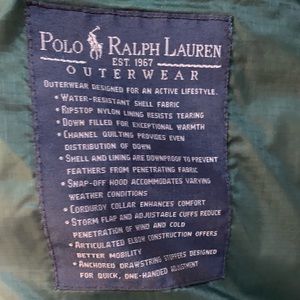 POLO RALPH LAUREN
EST. 1967
OUTERWEAR
OUTERWEAR DESIGNED FOR AN ACTIVE LIFESTYLE.
• WATER-RESISTANT SHELL FABRIC
• RIPSTOP NYLON LINING RESISTS TEARING
• DOWN FILLED FOR EXCEPTIONAL WARMTH
• CHANNEL QUILTING PROVIDES EVEN
DISTRIBUTION OF DOWN
• SHELL AND LINING ARE DOWNPROOF TO PREVENT
FEATHERS FROM PENETRATING FABRIC
• SNAP-OFF HOOD ACCOMMODATES VARYING
WEATHER CONDITIONS
• CORDUROY COLLAR ENHANCES COMFORT
• STORM FLAP AND ADJUSTABLE CUFFS REDUCE
PENETRATION OF WIND AND COLD
• ARTICULATED ELBOW CONSTRUCTION OFFERS
BETTER MOBILITY
• ANCHORED DRAWSTRING STOPPERS DESIGNED
FOR QUICK, ONE-HANDED ADJUSTMENT